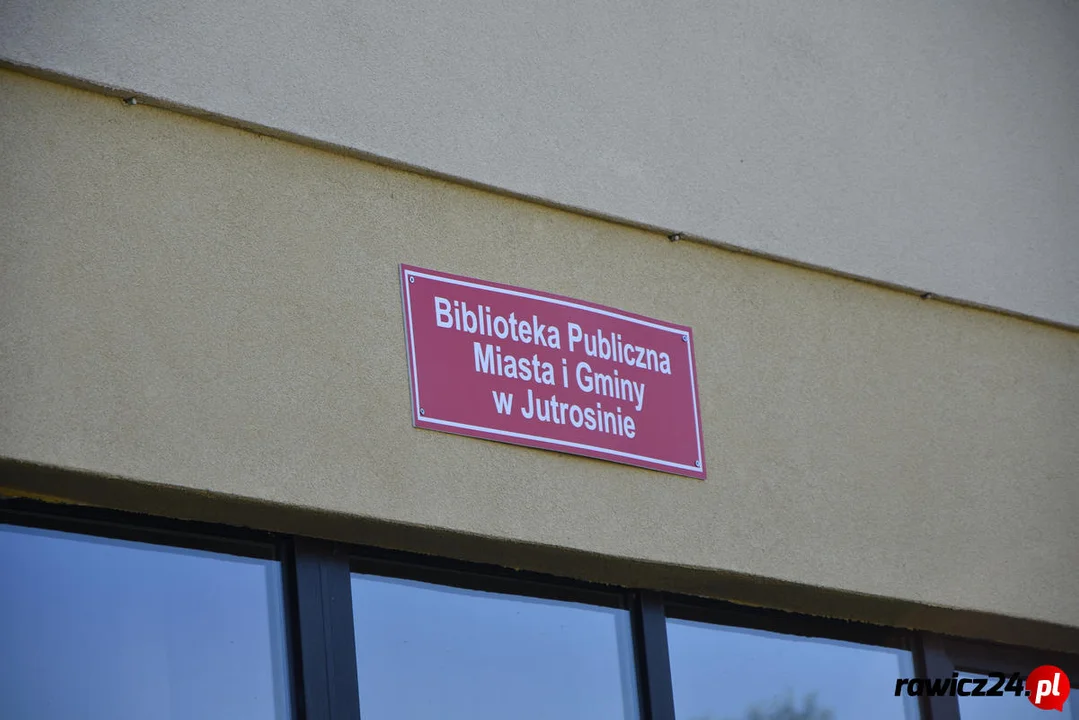 Biblioteka Publiczna
Miasta i Gminy
w Jutrosinie
rawicz24.pl